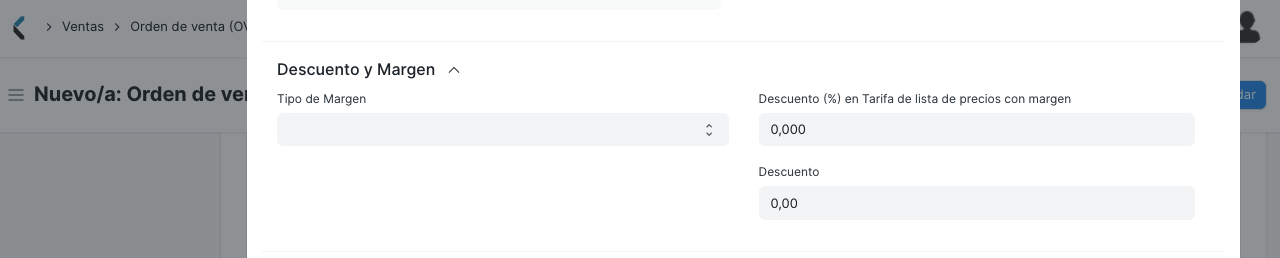 Ventas
Orden de venta (OV
Nuevo/a: Orden de ve
dar
Descuento y Margen
Tipo de Margen
Descuento (%) en Tarifa de lista de precios con margen
0,000
Descuento
0,00